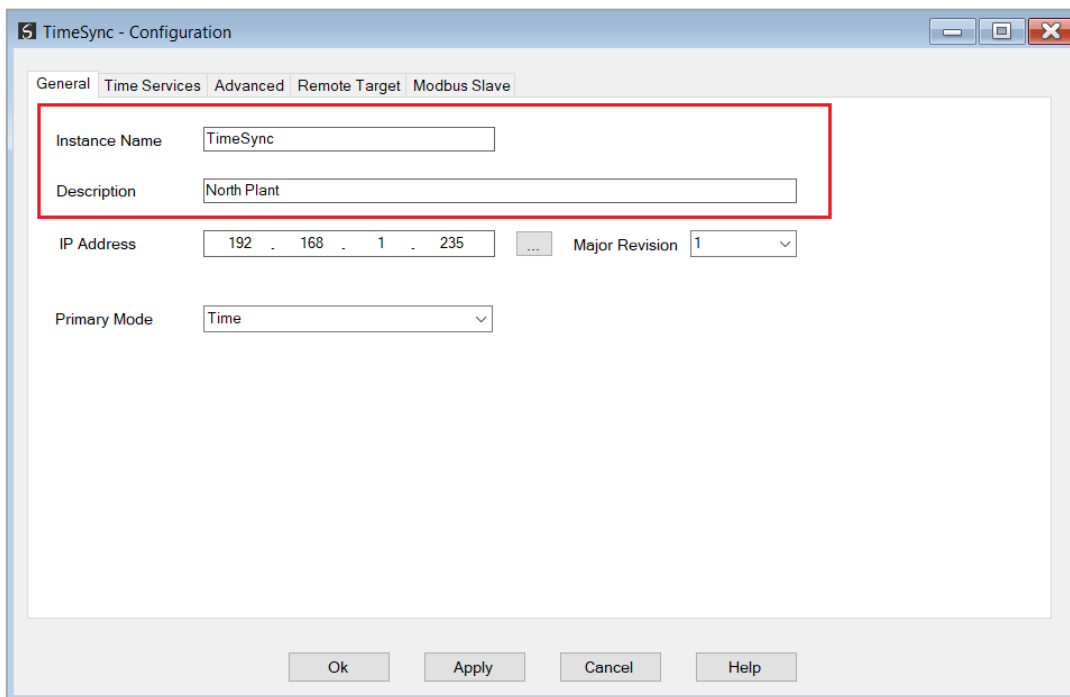 TimeSync - Configuration
General Time Services Advanced Remote Target Modbus Slave
Instance Name TimeSync
Description North Plant
IP Address 192 . 168 . 1 . 235 ... Major Revision 1
Primary Mode Time
Ok Apply Cancel Help